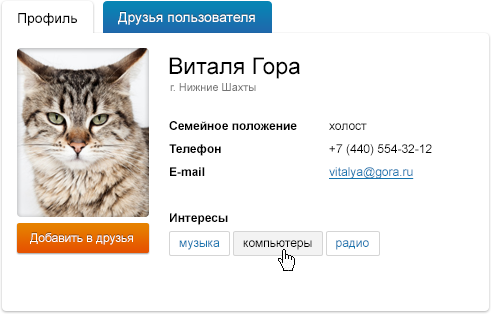 Профиль
Друзья пользователя
Виталя Гора
г. Нижние Шахты
Семейное положение холост
Телефон +7 (440) 554-32-12
E-mail vitalya@gora.ru
Добавить в друзья
Интересы
музыка компьютеры радио